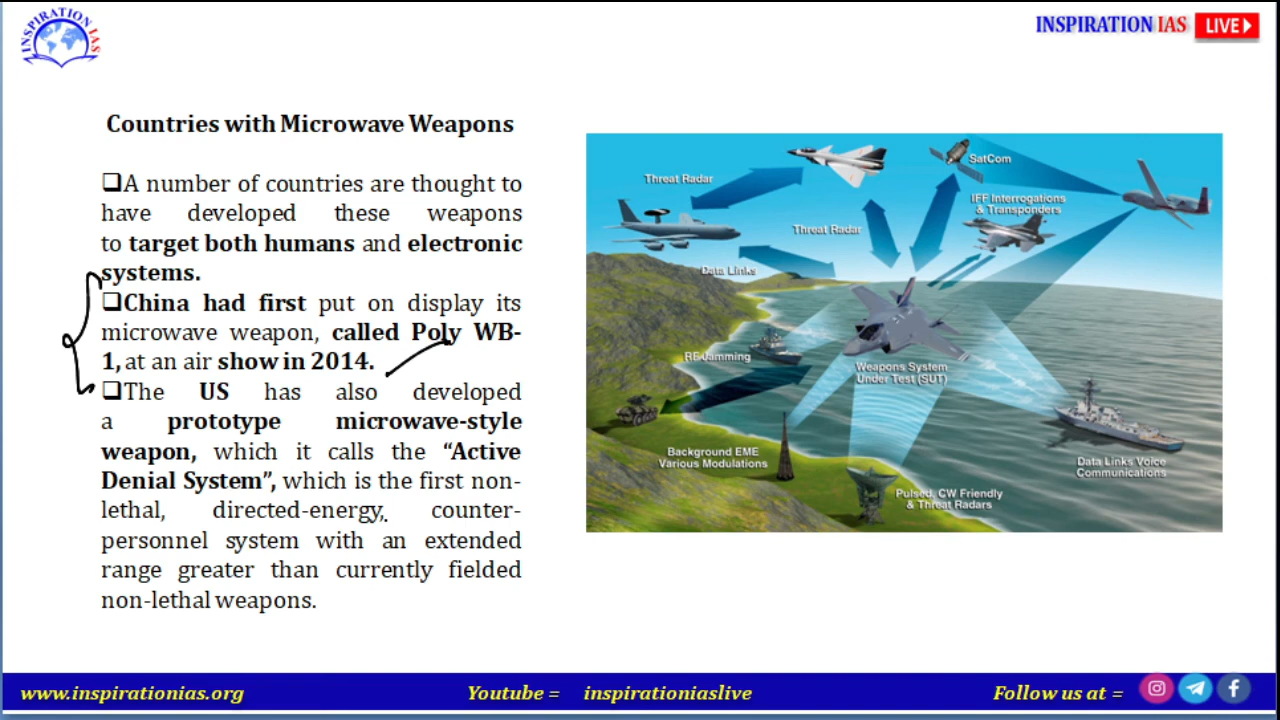 INSPIRATION IAS
INSPIRATION IAS LIVE
Countries with Microwave Weapons
❑A number of countries are thought to
have developed these weapons
to target both humans and electronic
systems.
❑China had first put on display its
microwave weapon, called Poly WB-
1, at an air show in 2014.
❑The US has also developed
a prototype microwave-style
weapon, which it calls the “Active
Denial System”, which is the first non-
lethal, directed-energy, counter-
personnel system with an extended
range greater than currently fielded
non-lethal weapons.
Threat Radar
SatCom
IFF Interrogations
& Transponders
Threat Radar
Data Links
RF Jamming
Weapons System
Under Test (SUT)
Background EME
Various Modulations
Data Links Voice
Communications
Pulsed, CW Friendly
& Threat Radars
www.inspirationias.org
Youtube = inspirationiaslive
Follow us at =